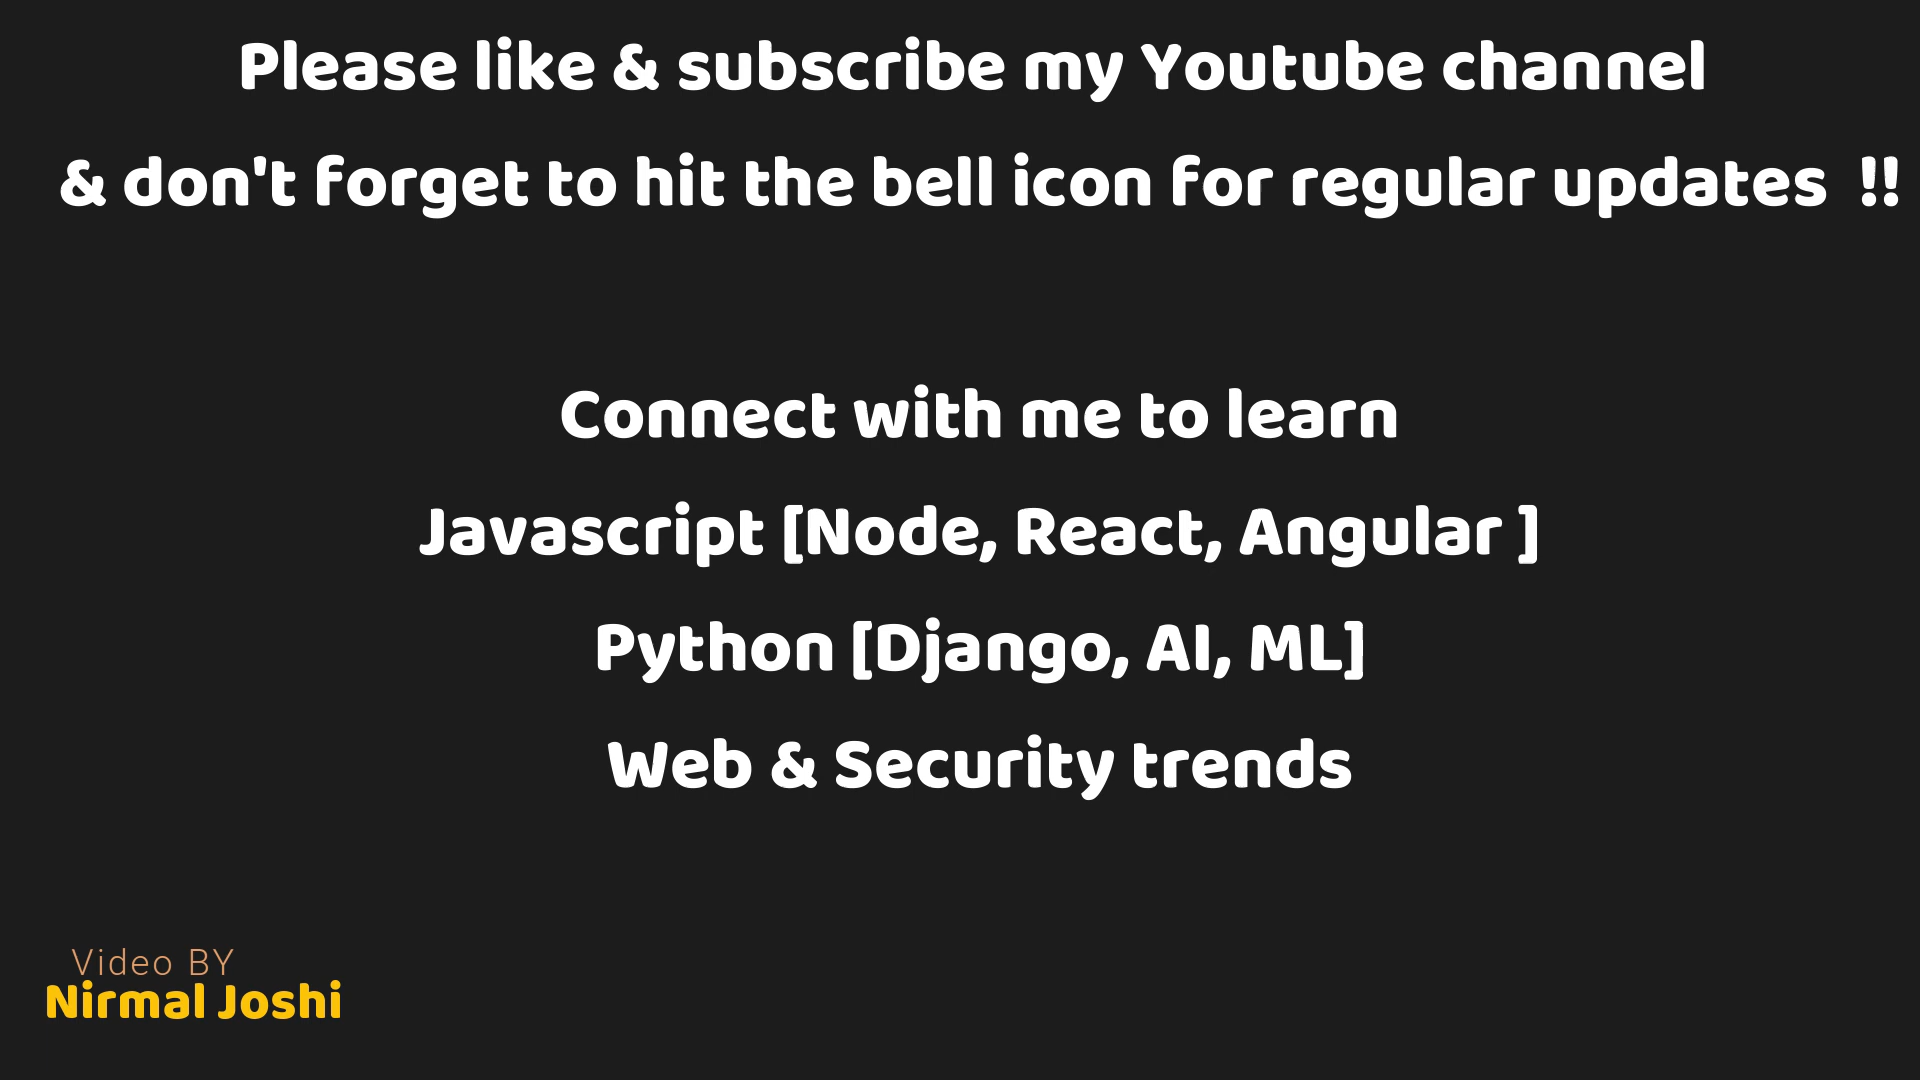 Please like & subscribe my Youtube channel
& don't forget to hit the bell icon for regular updates  !!
Connect with me to learn
Javascript [Node, React, Angular ]
Python [Django, AI, ML]
Web & Security trends
Video BY
Nirmal Joshi